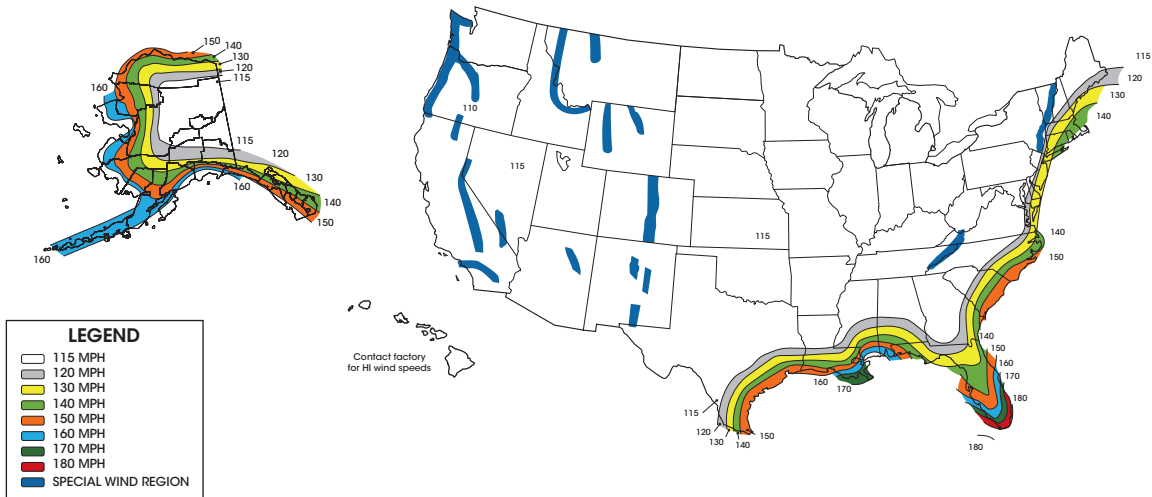 150
140
130
120
115
160
115
120
130
140
150
160
160
110
115
115
115
120
130
140
140
150
140
150
160
170
180
180
160
170
115
120
130
140
150
Contact factory
for HI wind speeds
LEGEND
115 MPH
120 MPH
130 MPH
140 MPH
150 MPH
160 MPH
170 MPH
180 MPH
SPECIAL WIND REGION